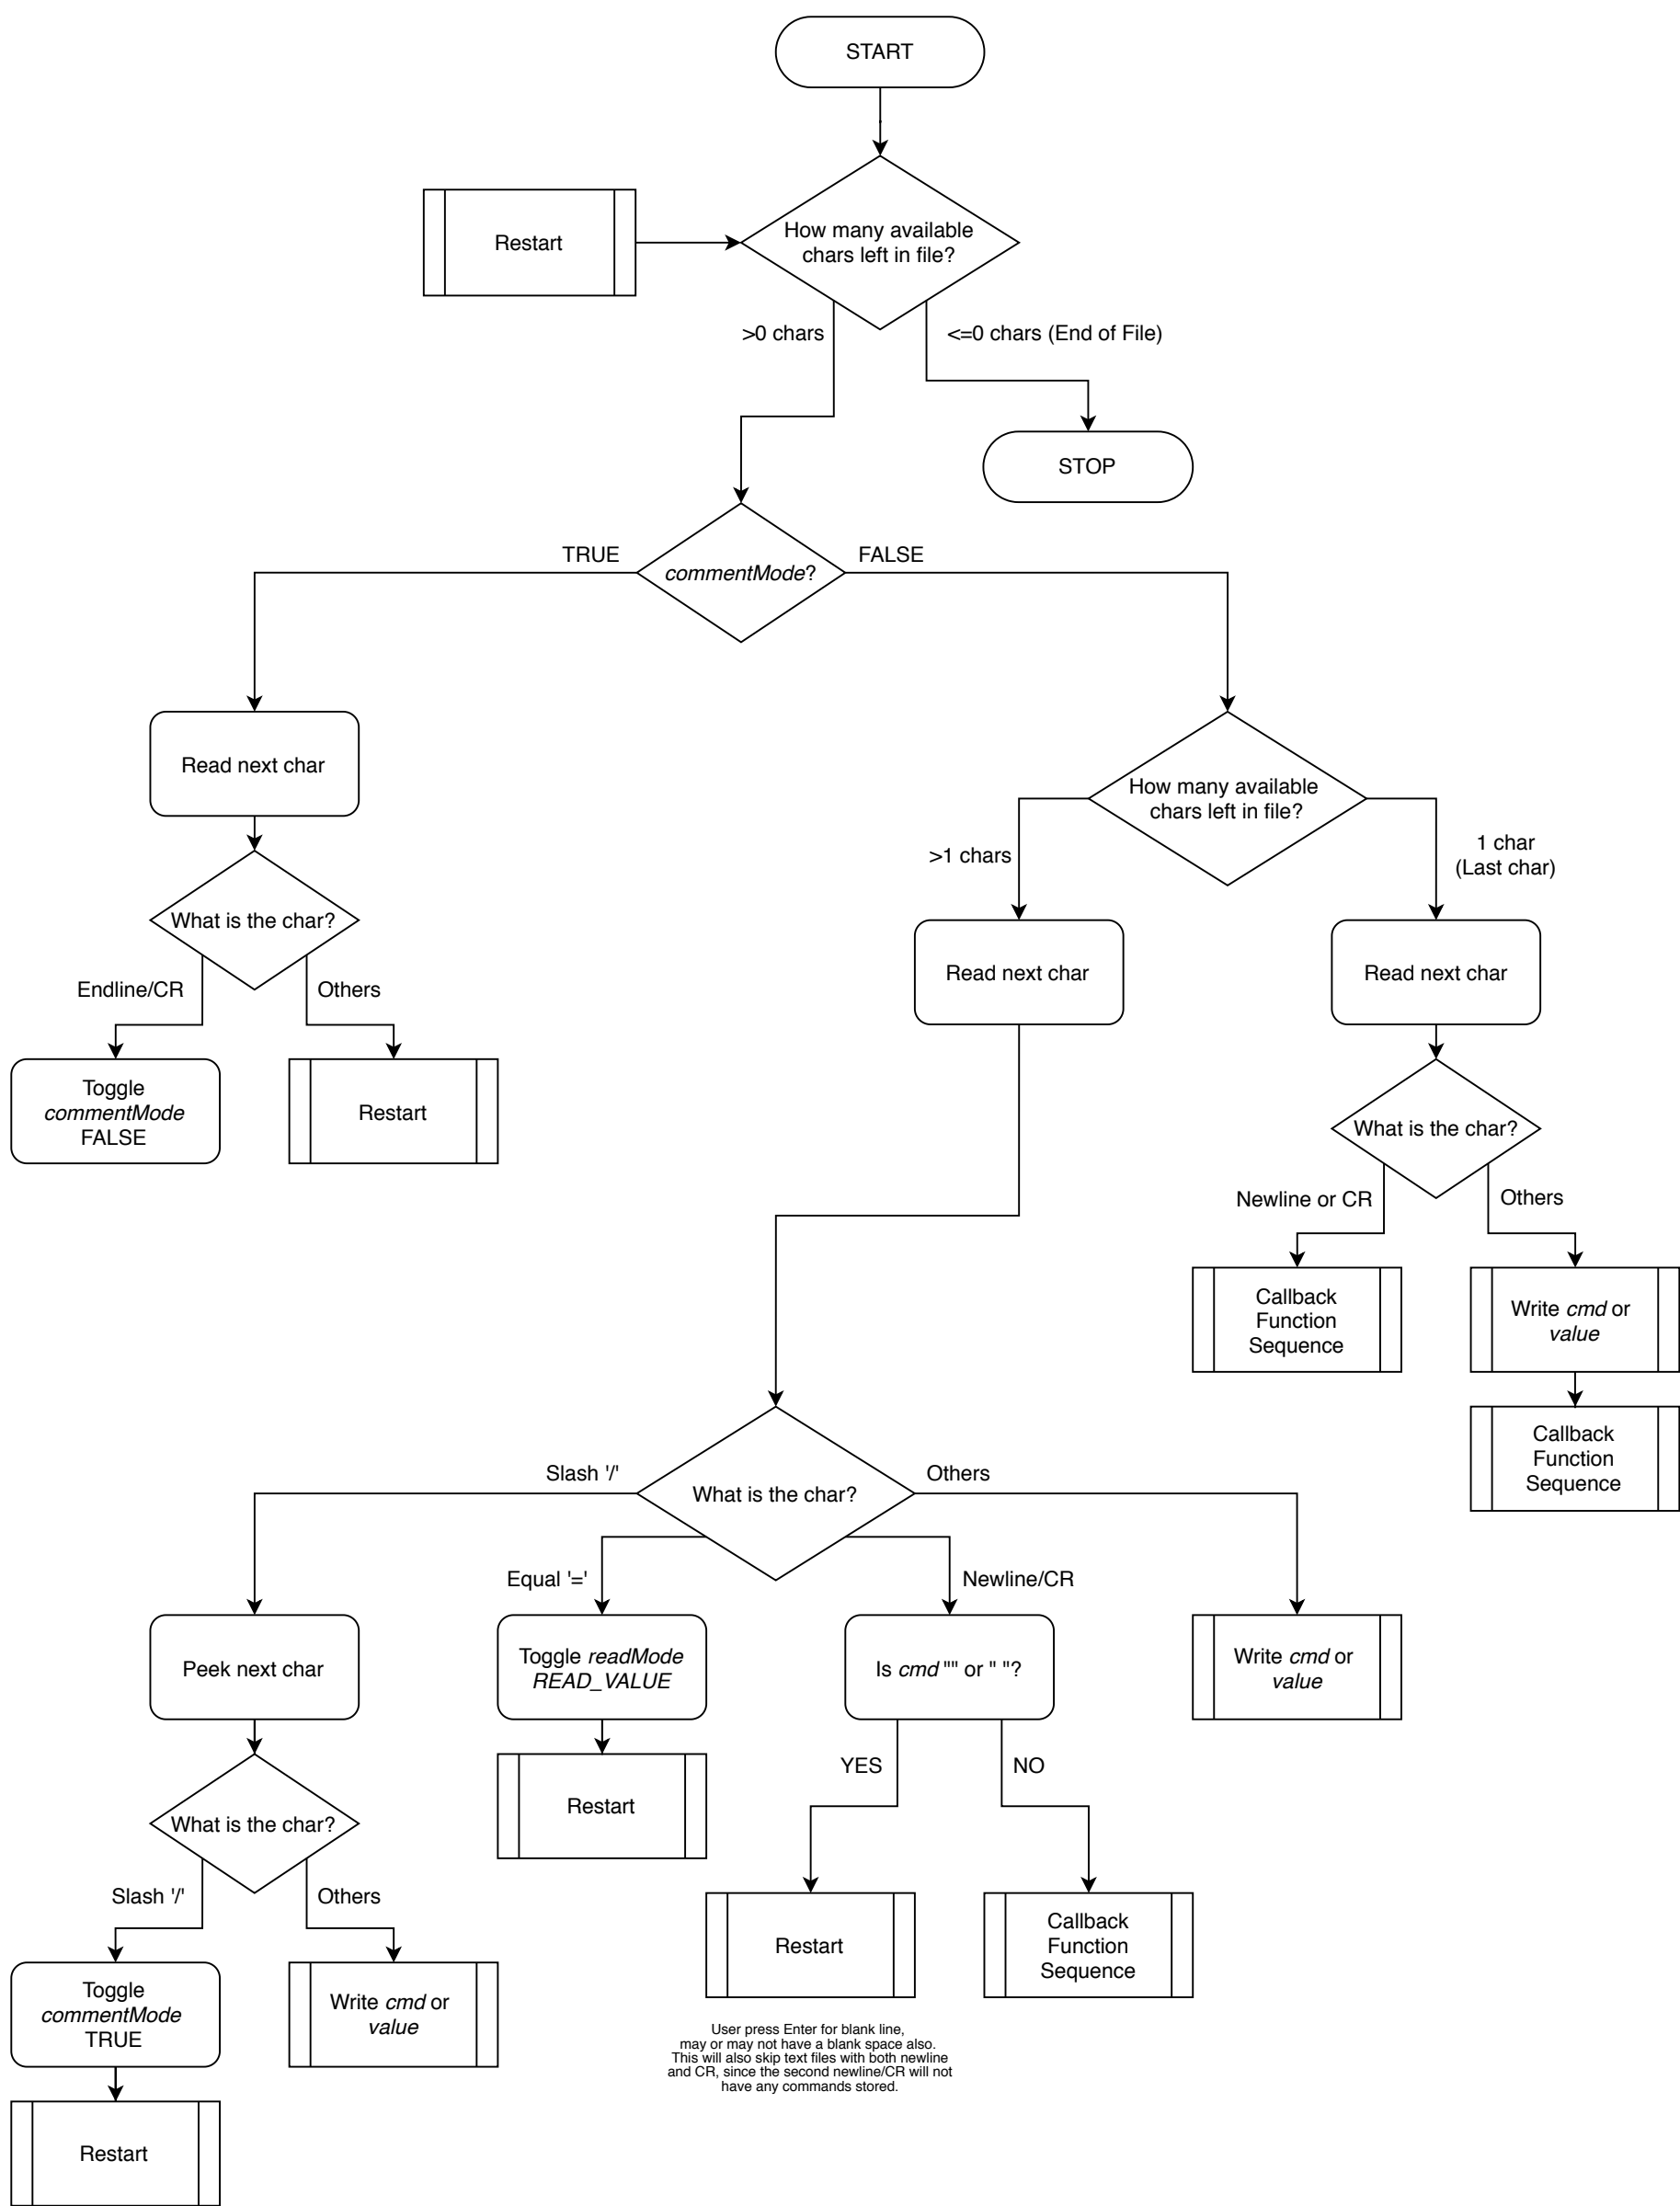 START
How many available
chars left in file?
Restart
>0 chars
<=0 chars (End of File)
STOP
TRUE
commentMode?
FALSE
Read next char
How many available
chars left in file?
>1 chars
1 char
(Last char)
What is the char?
Read next char
Read next char
Endline/CR
Others
Toggle
commentMode
FALSE
Restart
What is the char?
Newline or CR
Others
Callback
Function
Sequence
Write cmd or
value
Callback
Function
Sequence
Slash '/'
What is the char?
Others
Equal '='
Newline/CR
Peek next char
Toggle readMode
READ_VALUE
Is cmd "" or " "?
Write cmd or
value
What is the char?
Restart
YES
NO
Slash '/'
Others
Restart
Callback
Function
Sequence
Toggle
commentMode
TRUE
Write cmd or
value
User press Enter for blank line,
may or may not have a blank space also.
This will also skip text files with both newline
and CR, since the second newline/CR will not
have any commands stored.
Restart